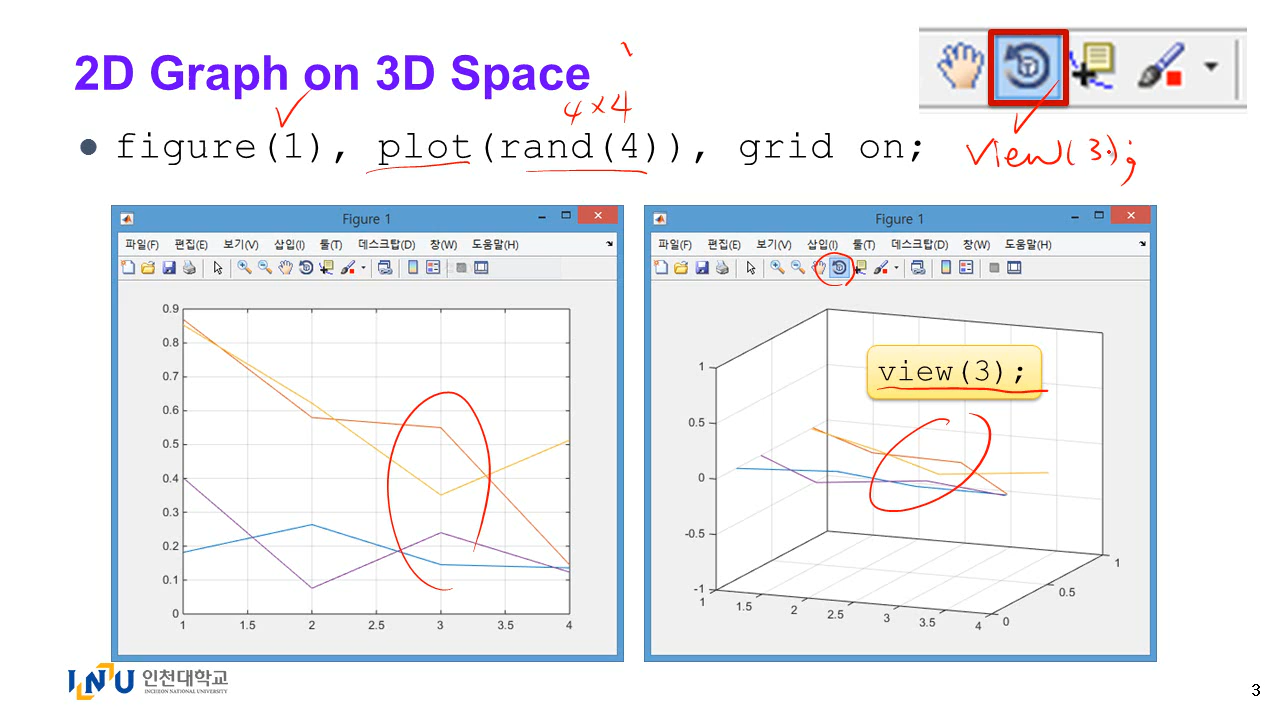 2D Graph on 3D Space
4×4
● figure(1), plot(rand(4)), grid on;
view(3);
Figure 1
파일(F) 편집(E) 보기(V) 삽입(I) 툴(T) 데스크탑(D) 창(W) 도움말(H)
0.9
0.8
0.7
0.6
0.5
0.4
0.3
0.2
0.1
0
1 1.5 2 2.5 3 3.5 4
Figure 1
파일(F) 편집(E) 보기(V) 삽입(I) 툴(T) 데스크탑(D) 창(W) 도움말(H)
view(3);
1
0.5
0
-0.5
-1
1 1.5 2 2.5 3 3.5 4
0 0.5 1
INU 인천대학교
INCHEON NATIONAL UNIVERSITY
3